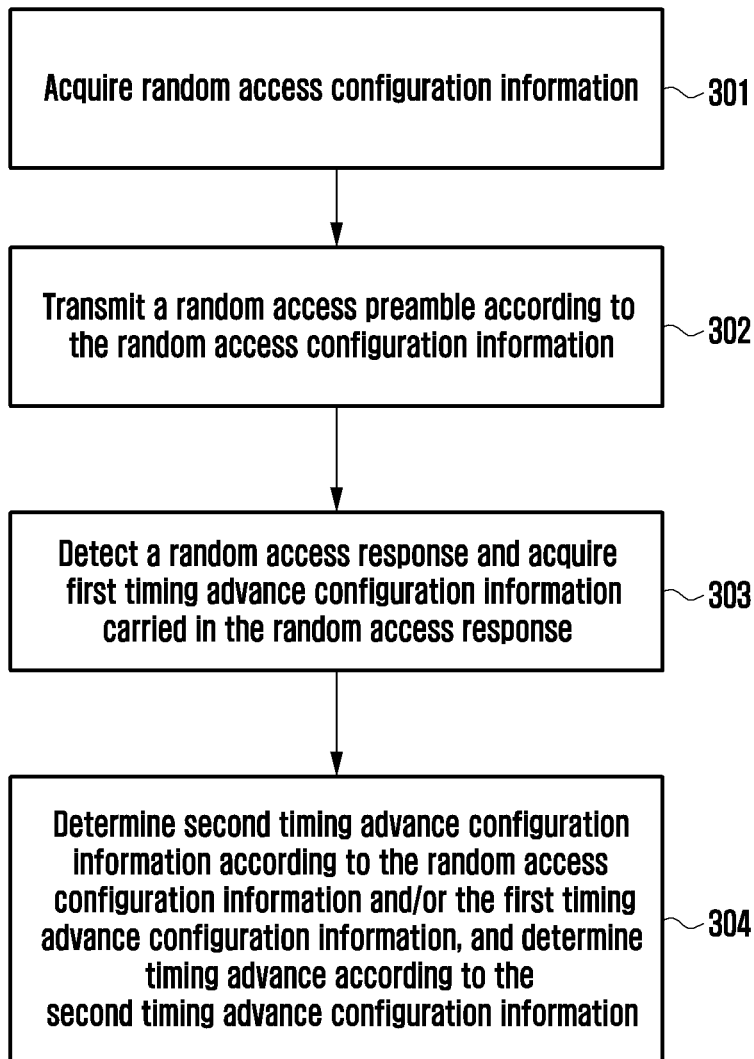 Acquire random access configuration information
301
Transmit a random access preamble according to
the random access configuration information
302
Detect a random access response and acquire
first timing advance configuration information
carried in the random access response
303
Determine second timing advance configuration
information according to the random access
configuration information and/or the first timing
advance configuration information, and determine
timing advance according to the
second timing advance configuration information
304